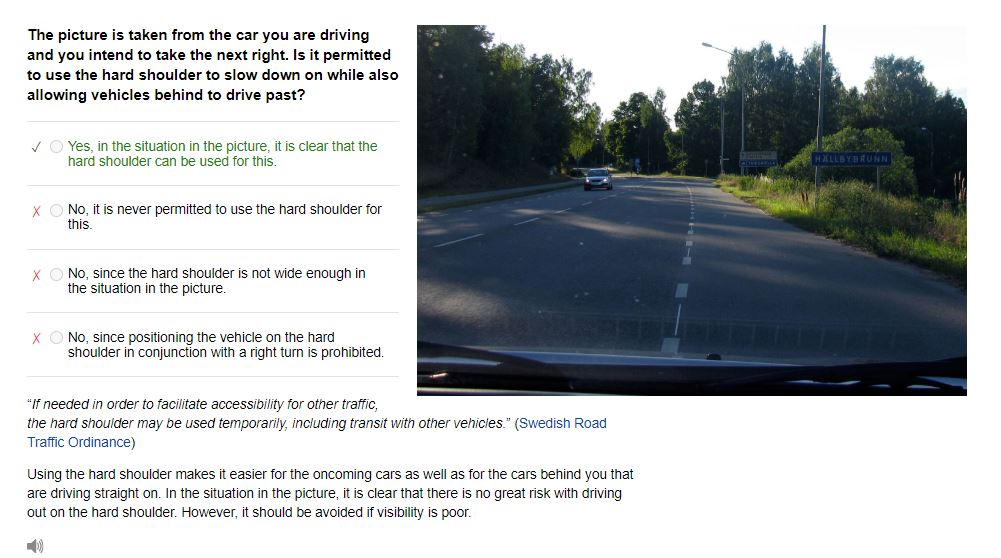 The picture is taken from the car you are driving
and you intend to take the next right. Is it permitted
to use the hard shoulder to slow down on while also
allowing vehicles behind to drive past?
Yes, in the situation in the picture, it is clear that the
hard shoulder can be used for this.
No, it is never permitted to use the hard shoulder for
this.
No, since the hard shoulder is not wide enough in
the situation in the picture.
No, since positioning the vehicle on the hard
shoulder in conjunction with a right turn is prohibited.
HÄLLBYBRUNN
“If needed in order to facilitate accessibility for other traffic,
the hard shoulder may be used temporarily, including transit with other vehicles.” (Swedish Road
Traffic Ordinance)
Using the hard shoulder makes it easier for the oncoming cars as well as for the cars behind you that
are driving straight on. In the situation in the picture, it is clear that there is no great risk with driving
out on the hard shoulder. However, it should be avoided if visibility is poor.